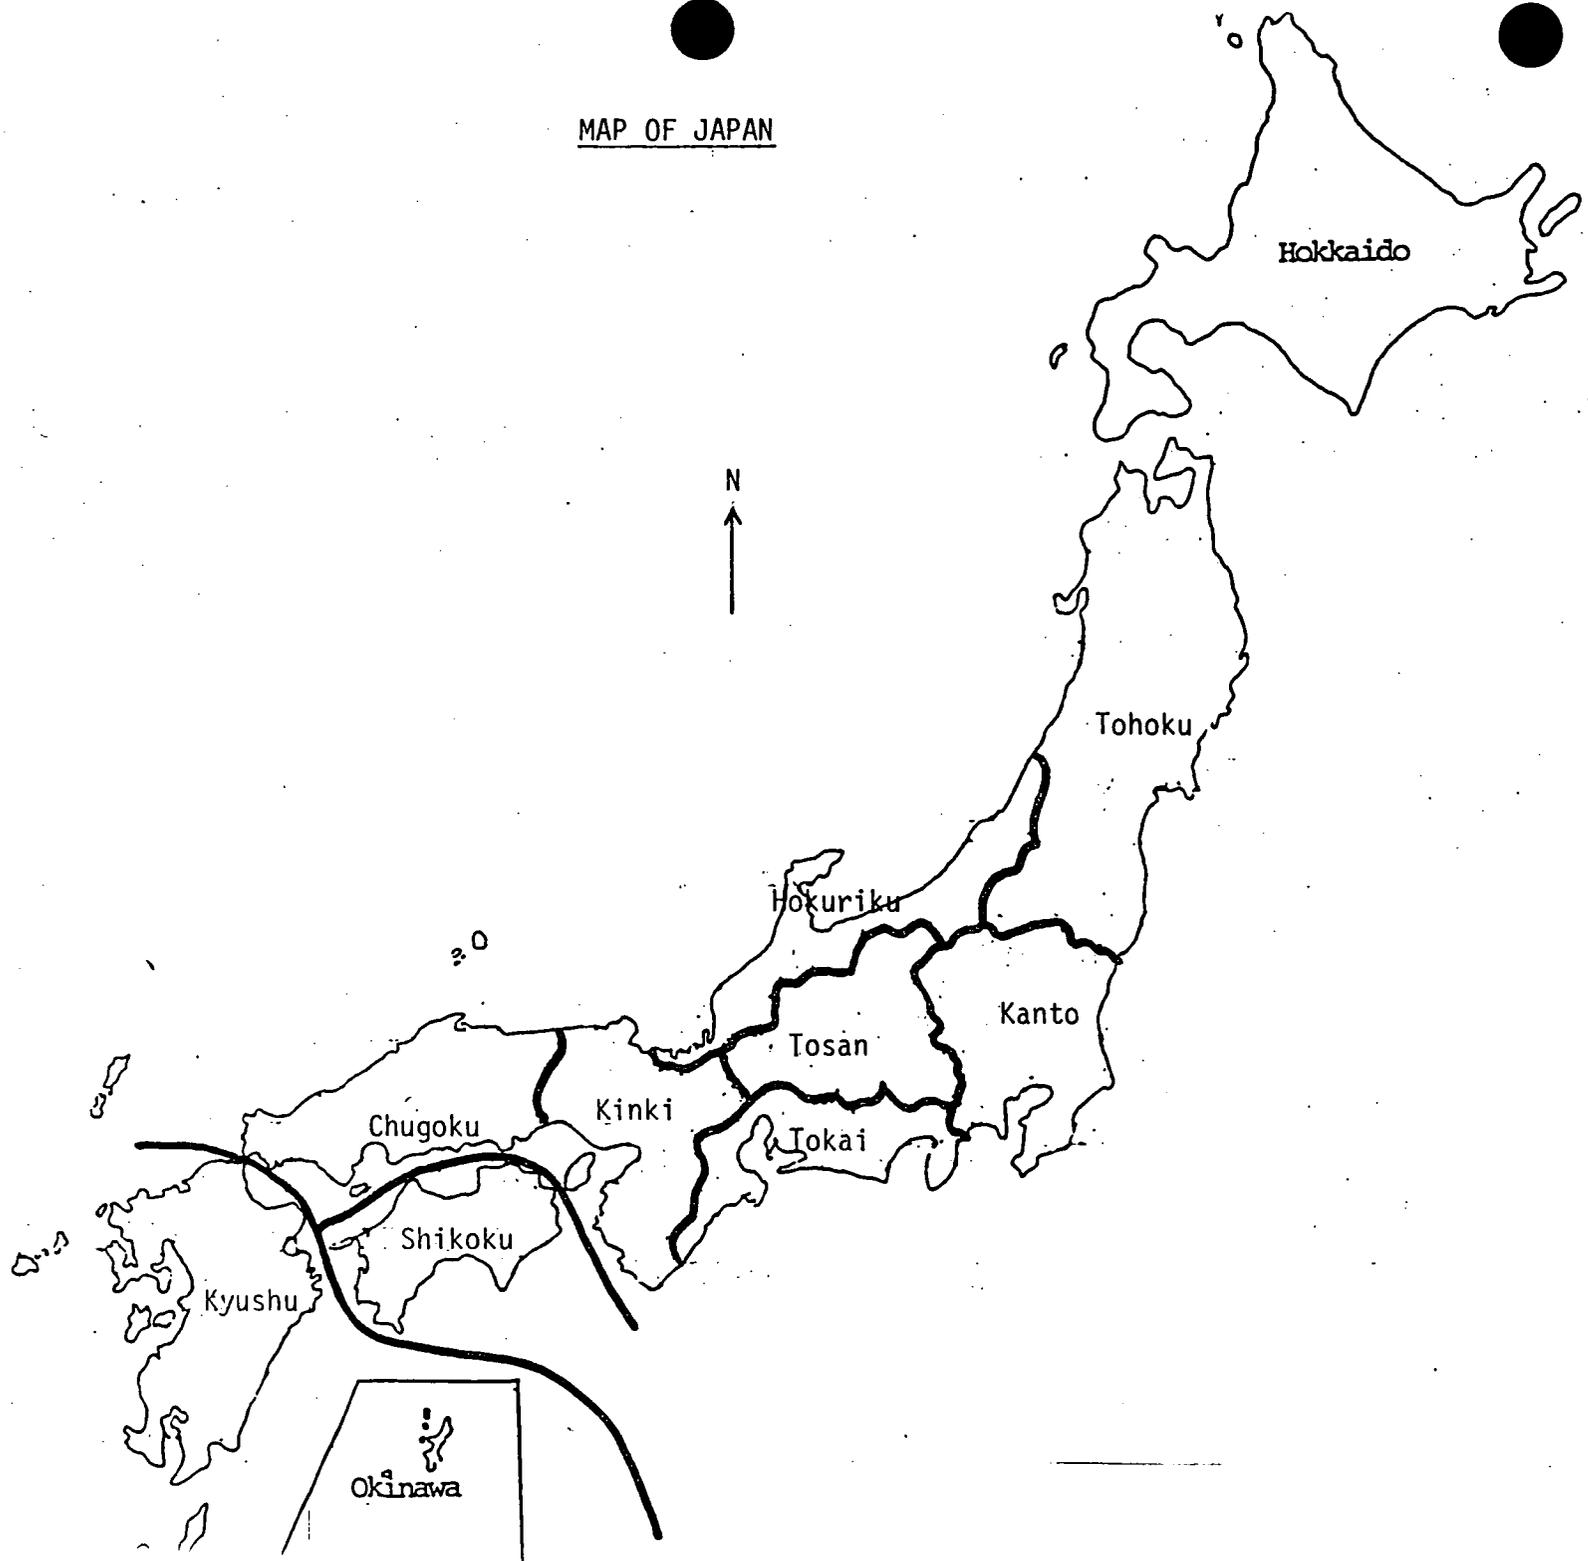 MAP OF JAPAN
Hokkaido
N
Tohoku
Hokuriku
Kanto
Tosan
Kinki
Chugoku
Tokai
Shikoku
Kyushu
Okinawa